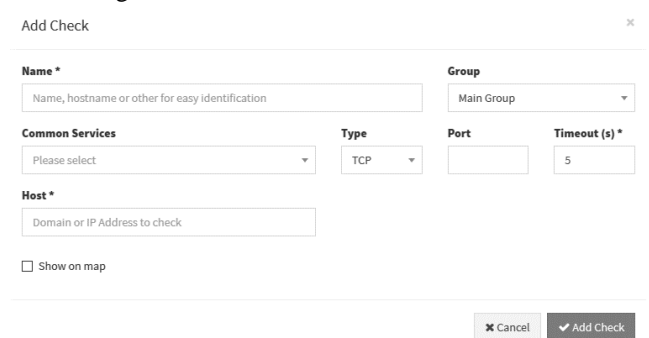 Add Check ×
Name * Group
Name, hostname or other for easy identification Main Group
Common Services Type Port Timeout (s) *
Please select TCP 5
Host *
Domain or IP Address to check
Show on map
✖ Cancel ✔ Add Check